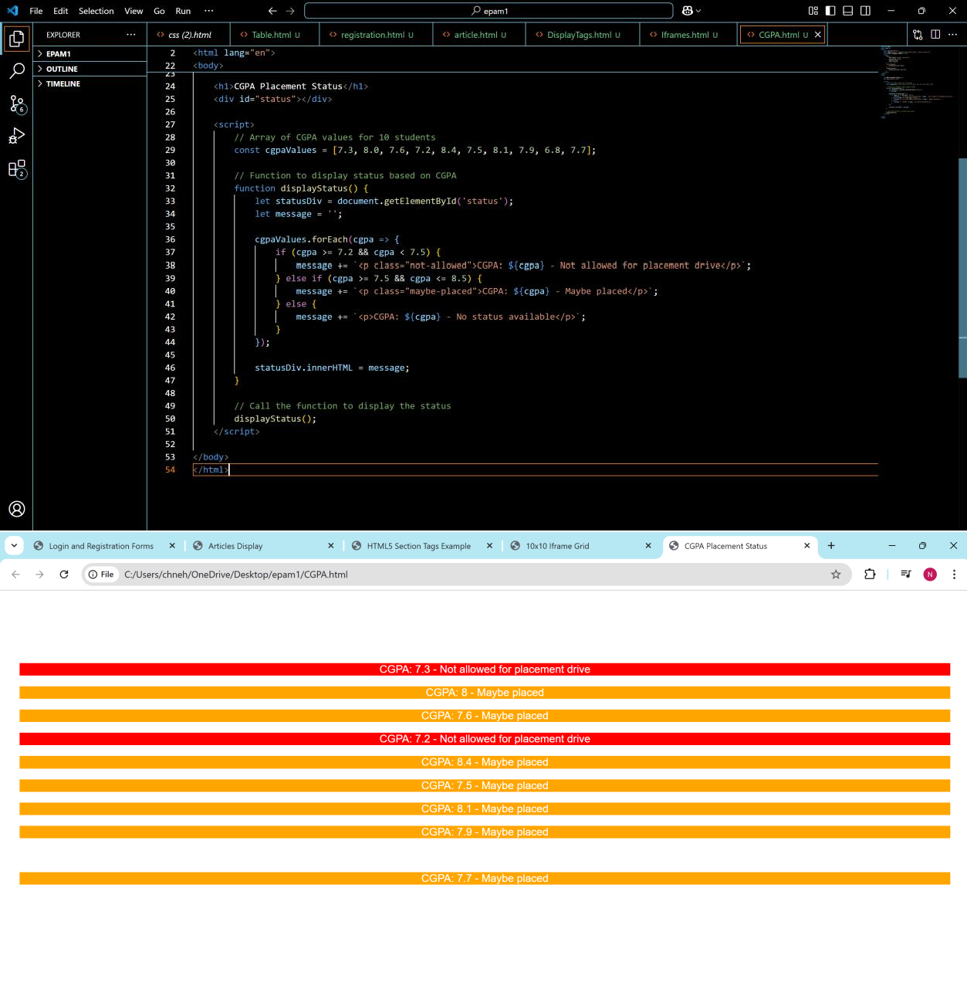 File Edit Selection View Go Run ··· epam1
EXPLORER ···
css (2).html Table.html U registration.html U article.html U DisplayTags.html U Iframes.html U CGPA.html U
EPAM1
OUTLINE
TIMELINE
6
2
2 <html lang="en">
22 <body>
23
24 <h1>CGPA Placement Status</h1>
25 <div id="status"></div>
26
27 <script>
28 // Array of CGPA values for 10 students
29 const cgpaValues = [7.3, 8.0, 7.6, 7.2, 8.4, 7.5, 8.1, 7.9, 6.8, 7.7];
30
31 // Function to display status based on CGPA
32 function displayStatus() {
33 let statusDiv = document.getElementById('status');
34 let message = '';
35
36 cgpaValues.forEach(cgpa => {
37 if (cgpa >= 7.2 && cgpa < 7.5) {
38 message += `<p class="not-allowed">CGPA: ${cgpa} - Not allowed for placement drive</p>`;
39 } else if (cgpa >= 7.5 && cgpa <= 8.5) {
40 message += `<p class="maybe-placed">CGPA: ${cgpa} - Maybe placed</p>`;
41 } else {
42 message += `<p>CGPA: ${cgpa} - No status available</p>`;
43 }
44 });
45
46 statusDiv.innerHTML = message;
47 }
48
49 // Call the function to display the status
50 displayStatus();
51 </script>
52
53 </body>
54 </html>
Login and Registration Forms Articles Display HTML5 Section Tags Example 10x10 Iframe Grid CGPA Placement Status
File C:/Users/chneh/OneDrive/Desktop/epam1/CGPA.html N
CGPA: 7.3 - Not allowed for placement drive
CGPA: 8 - Maybe placed
CGPA: 7.6 - Maybe placed
CGPA: 7.2 - Not allowed for placement drive
CGPA: 8.4 - Maybe placed
CGPA: 7.5 - Maybe placed
CGPA: 8.1 - Maybe placed
CGPA: 7.9 - Maybe placed
CGPA: 7.7 - Maybe placed